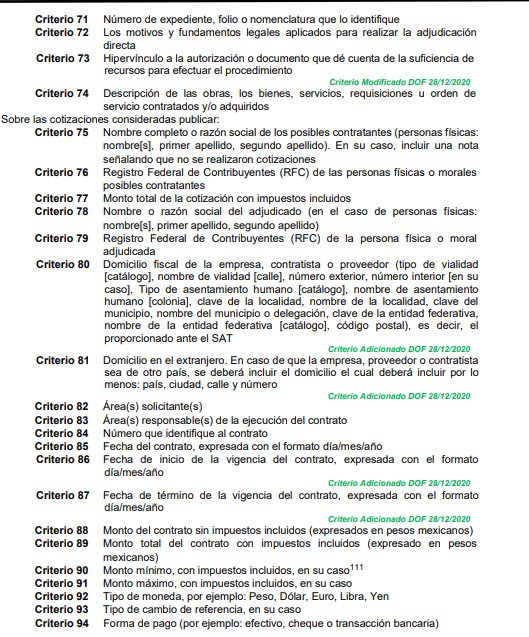 Criterio 71 Número de expediente, folio o nomenclatura que lo identifique
Criterio 72 Los motivos y fundamentos legales aplicados para realizar la adjudicación
directa
Criterio 73 Hipervínculo a la autorización o documento que dé cuenta de la suficiencia de
recursos para efectuar el procedimiento
Criterio Modificado DOF 28/12/2020
Criterio 74 Descripción de las obras, los bienes, servicios, requisiciones u orden de
servicio contratados y/o adquiridos
Sobre las cotizaciones consideradas publicar:
Criterio 75 Nombre completo o razón social de los posibles contratantes (personas físicas:
nombre[s], primer apellido, segundo apellido). En su caso, incluir una nota
señalando que no se realizaron cotizaciones
Criterio 76 Registro Federal de Contribuyentes (RFC) de las personas físicas o morales
posibles contratantes
Criterio 77 Monto total de la cotización con impuestos incluidos
Criterio 78 Nombre o razón social del adjudicado (en el caso de personas físicas:
nombre[s], primer apellido, segundo apellido)
Criterio 79 Registro Federal de Contribuyentes (RFC) de la persona física o moral
adjudicada
Criterio 80 Domicilio fiscal de la empresa, contratista o proveedor (tipo de vialidad
[catálogo], nombre de vialidad [calle], número exterior, número interior [en su
caso], Tipo de asentamiento humano [catálogo], nombre de asentamiento
humano [colonia], clave de la localidad, nombre de la localidad, clave del
municipio, nombre del municipio o delegación, clave de la entidad federativa,
nombre de la entidad federativa [catálogo], código postal), es decir, el
proporcionado ante el SAT
Criterio Adicionado DOF 28/12/2020
Criterio 81 Domicilio en el extranjero. En caso de que la empresa, proveedor o contratista
sea de otro país, se deberá incluir el domicilio el cual deberá incluir por lo
menos: país, ciudad, calle y número
Criterio Adicionado DOF 28/12/2020
Criterio 82 Área(s) solicitante(s)
Criterio 83 Área(s) responsable(s) de la ejecución del contrato
Criterio 84 Número que identifique al contrato
Criterio 85 Fecha del contrato, expresada con el formato día/mes/año
Criterio 86 Fecha de inicio de la vigencia del contrato, expresada con el formato
día/mes/año
Criterio Adicionado DOF 28/12/2020
Criterio 87 Fecha de término de la vigencia del contrato, expresada con el formato
día/mes/año
Criterio Adicionado DOF 28/12/2020
Criterio 88 Monto del contrato sin impuestos incluidos (expresados en pesos mexicanos)
Criterio 89 Monto total del contrato con impuestos incluidos (expresado en pesos
mexicanos)
Criterio 90 Monto mínimo, con impuestos incluidos, en su caso111
Criterio 91 Monto máximo, con impuestos incluidos, en su caso
Criterio 92 Tipo de moneda, por ejemplo: Peso, Dólar, Euro, Libra, Yen
Criterio 93 Tipo de cambio de referencia, en su caso
Criterio 94 Forma de pago (por ejemplo: efectivo, cheque o transacción bancaria)